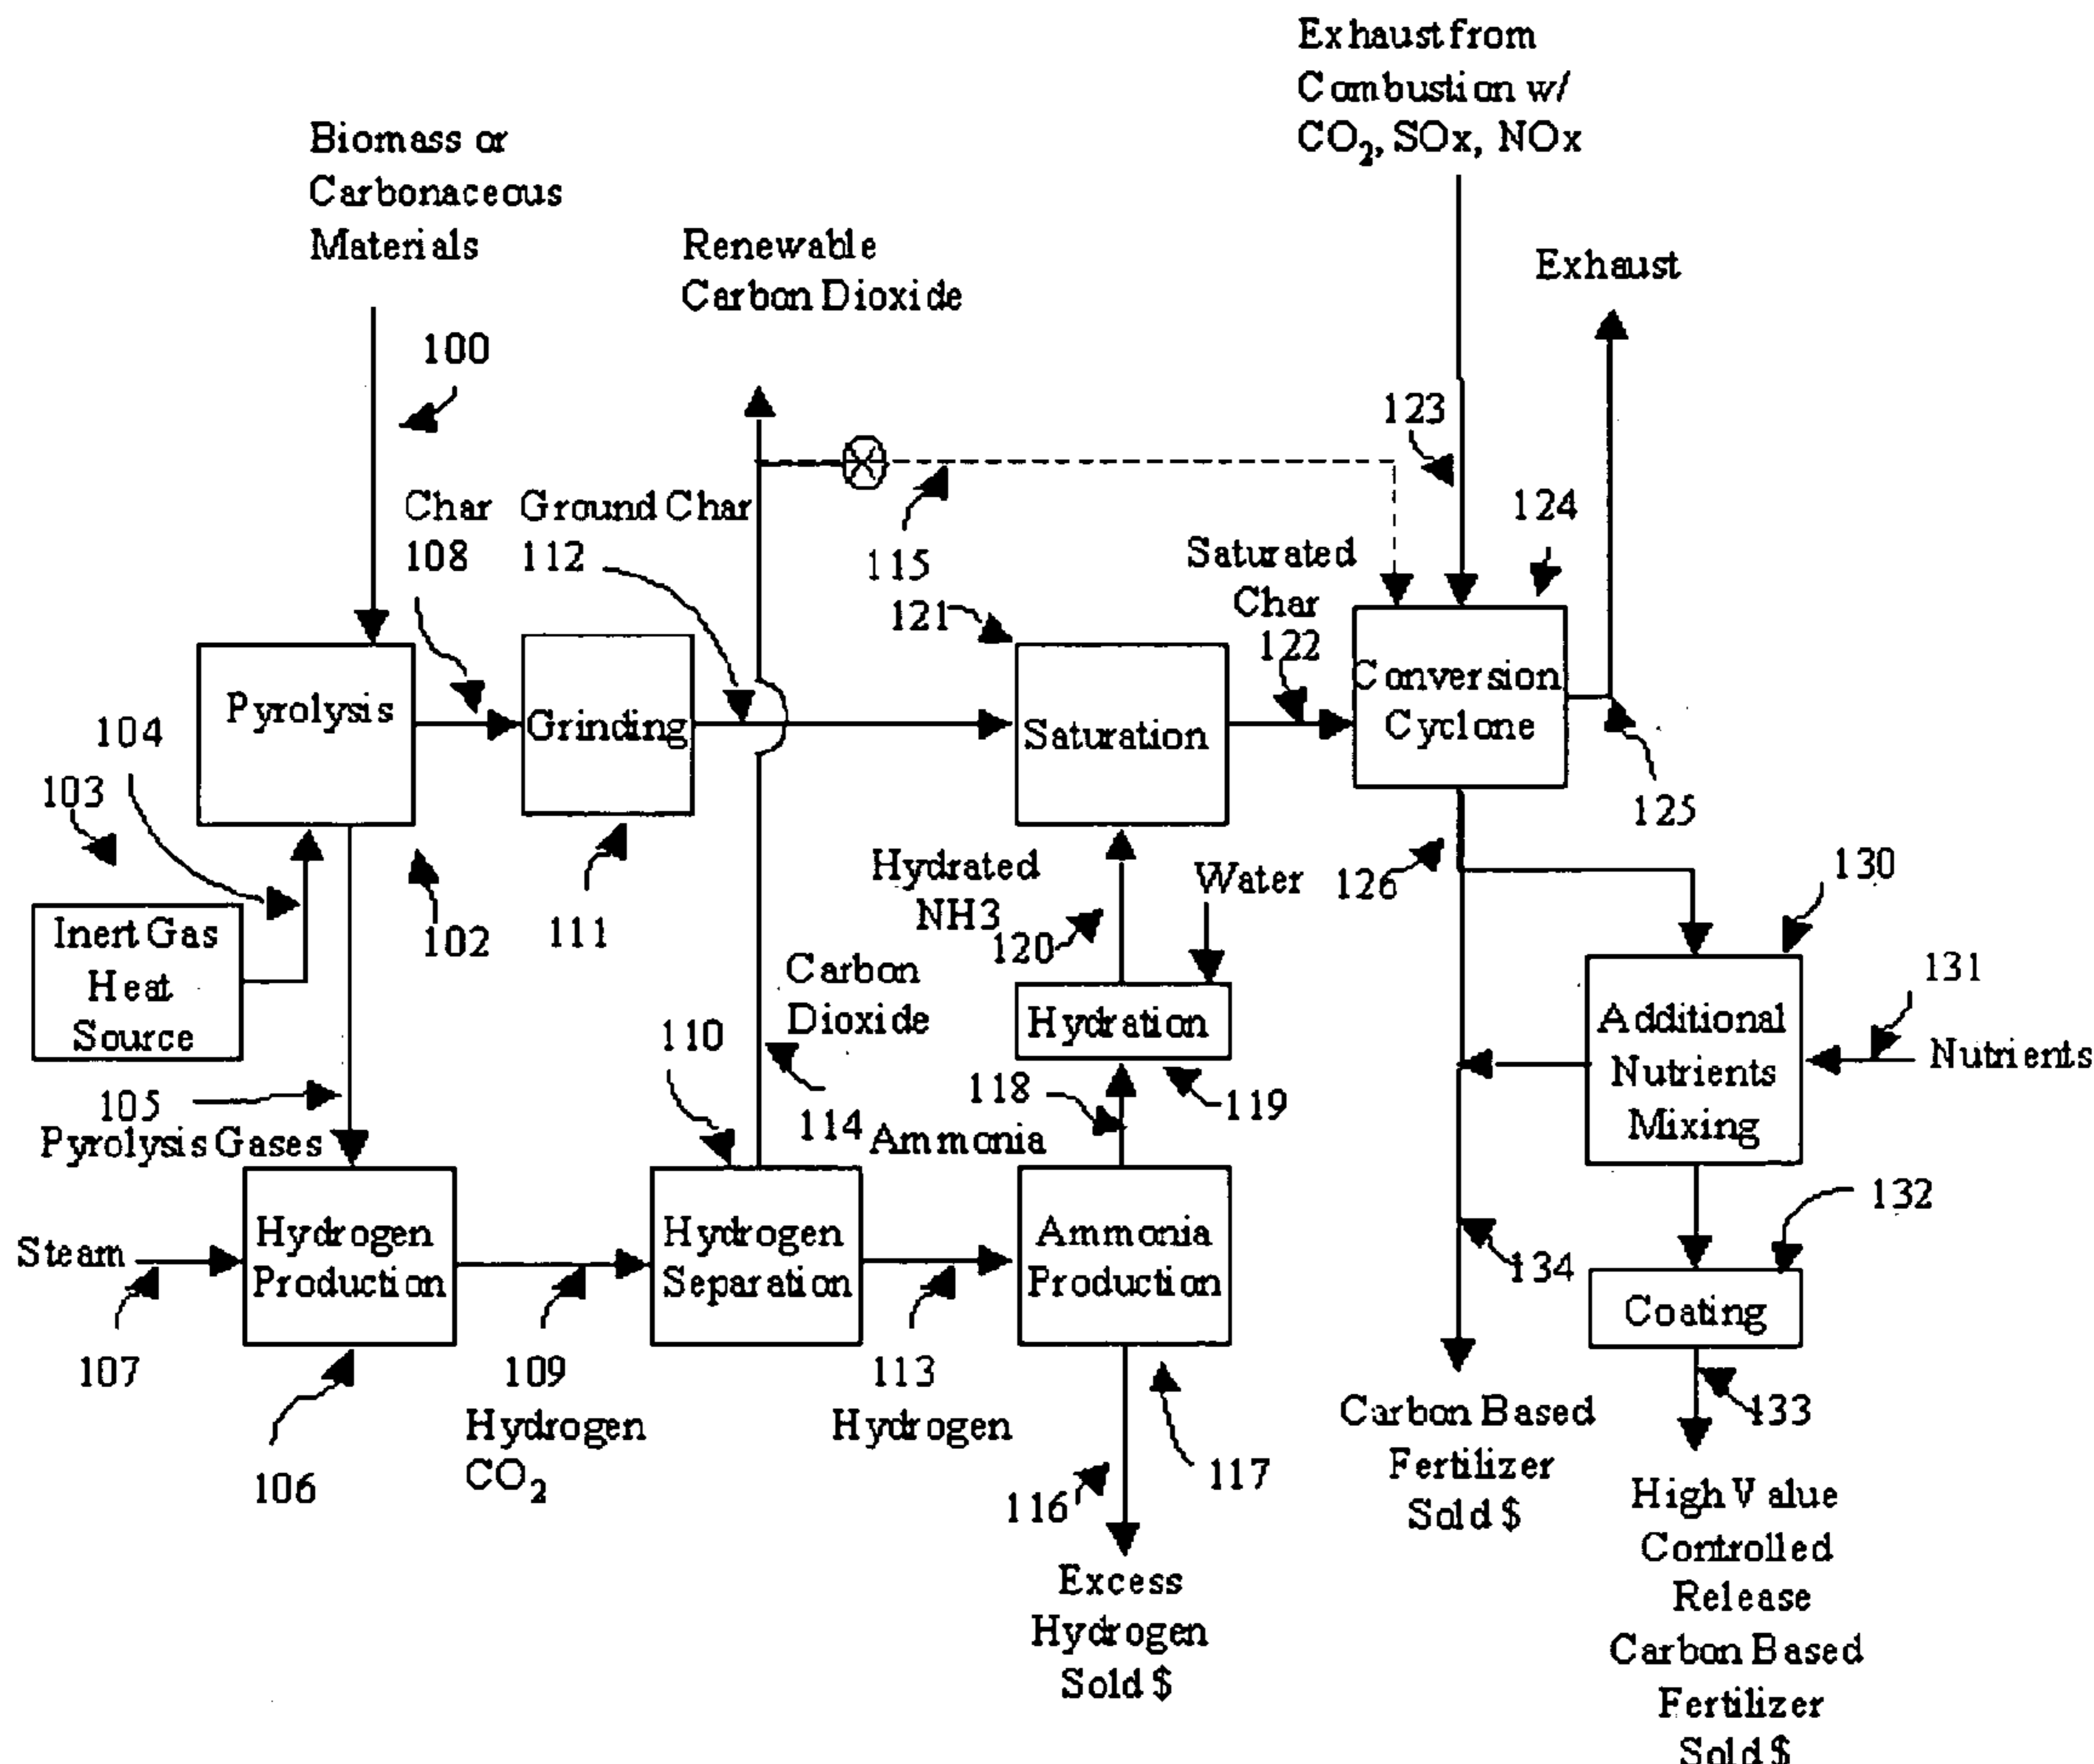 Exhaust from
Combustion w/
CO₂, SOx, NOx
Biomass or
Carbonaceous
Materials
Renewable
Carbon Dioxide
Exhaust
100
123
124
Char
108
Ground Char
112
115
121
Saturated
Char
122
Pyrolysis
Grinding
Saturation
Conversion
Cyclone
104
103
125
Inert Gas
Heat
Source
102
111
Hydrated
NH3
120
Water
126
130
Carbon
Dioxide
110
Hydration
Additional
Nutrients
Mixing
131
Nutrients
105
Pyrolysis Gases
114
Ammonia
118
119
Steam
107
Hydrogen
Production
Hydrogen
Separation
Ammonia
Production
132
134
Coating
106
109
Hydrogen
CO₂
113
Hydrogen
116
117
133
Carbon Based
Fertilizer
Sold $
Excess
Hydrogen
Sold $
High Value
Controlled
Release
Carbon Based
Fertilizer
Sold $